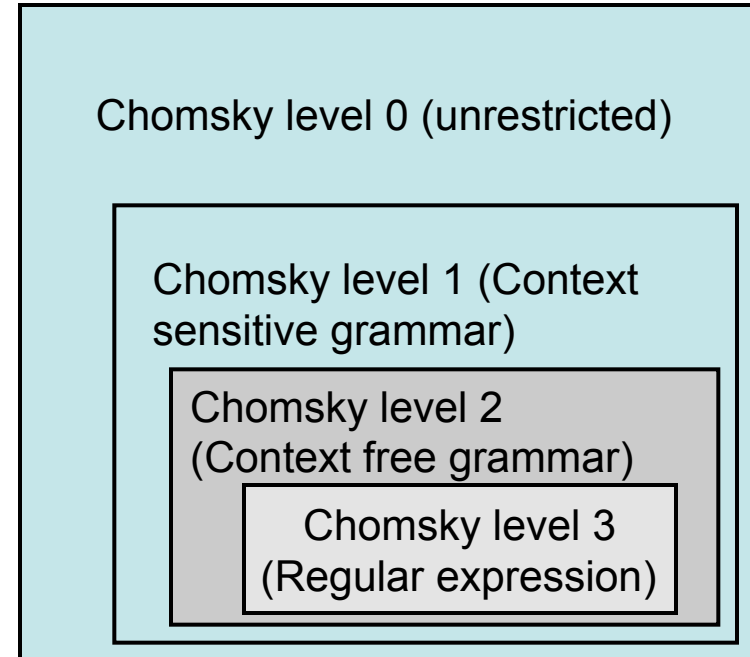 Chomsky level 0 (unrestricted)
Chomsky level 1 (Context
sensitive grammar)
Chomsky level 2
(Context free grammar)
Chomsky level 3
(Regular expression)